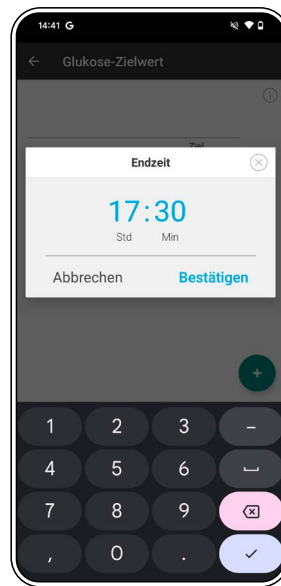 14:41 G
Glukose-Zielwert
Ziel
Endzeit
17:30
Std Min
Abbrechen Bestätigen
+
1 2 3 –
4 5 6
7 8 9
, 0 .